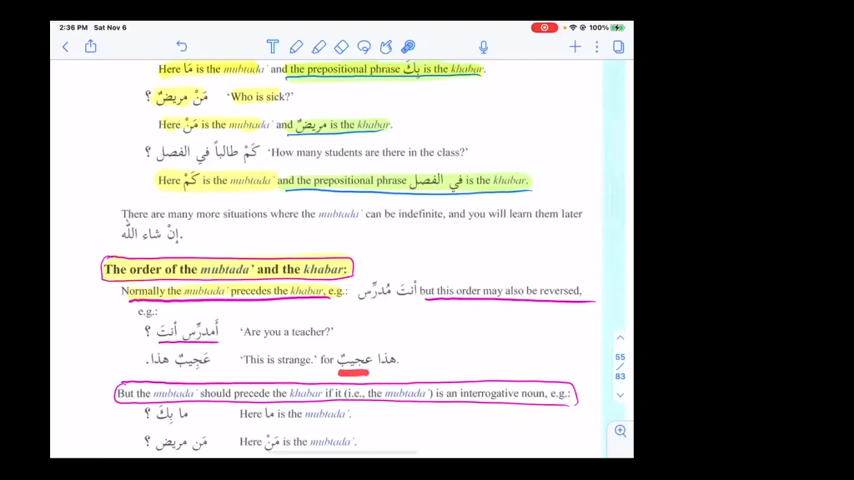 2:36 PM Sat Nov 6 100%
Here مَا is the mubtada' and the prepositional phrase بِكَ is the khabar.
مَنْ مريضٌ ؟ 'Who is sick?'
Here مَنْ is the mubtada' and مريضٌ is the khabar.
كَمْ طالباً في الفصل ؟ 'How many students are there in the class?'
Here كَمْ is the mubtada' and the prepositional phrase في الفصل is the khabar.
There are many more situations where the mubtada' can be indefinite, and you will learn them later
إنْ شاء الله.
The order of the mubtada' and the khabar:
Normally the mubtada' precedes the khabar, e.g.: أنتَ مُدرِّس but this order may also be reversed,
e.g.:
أَمدرِّس أنتَ ؟ 'Are you a teacher?'
عَجِيبٌ هذا. 'This is strange.' for هذا عجيبٌ.
But the mubtada' should precede the khabar if it (i.e., the mubtada') is an interrogative noun, e.g.:
ما بِكَ ؟ Here ما is the mubtada'.
مَن مريض ؟ Here مَنْ is the mubtada'.
55
/
83